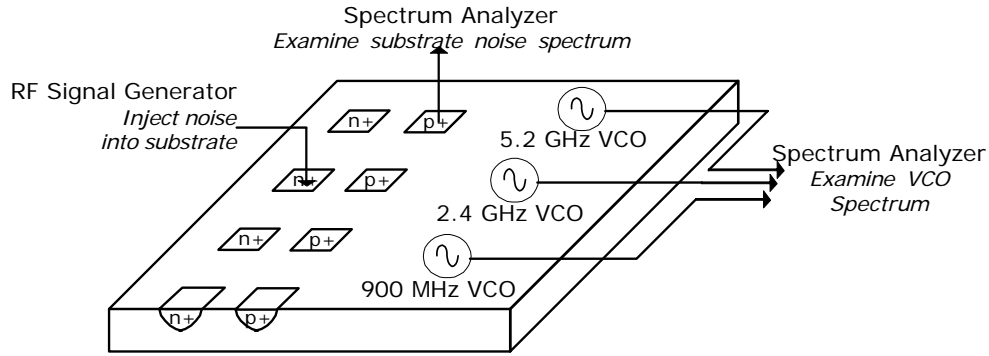 Spectrum Analyzer
Examine substrate noise spectrum
RF Signal Generator
Inject noise
into substrate
n+
p+
5.2 GHz VCO
n+
p+
2.4 GHz VCO
Spectrum Analyzer
Examine VCO
Spectrum
n+
p+
900 MHz VCO
n+
p+